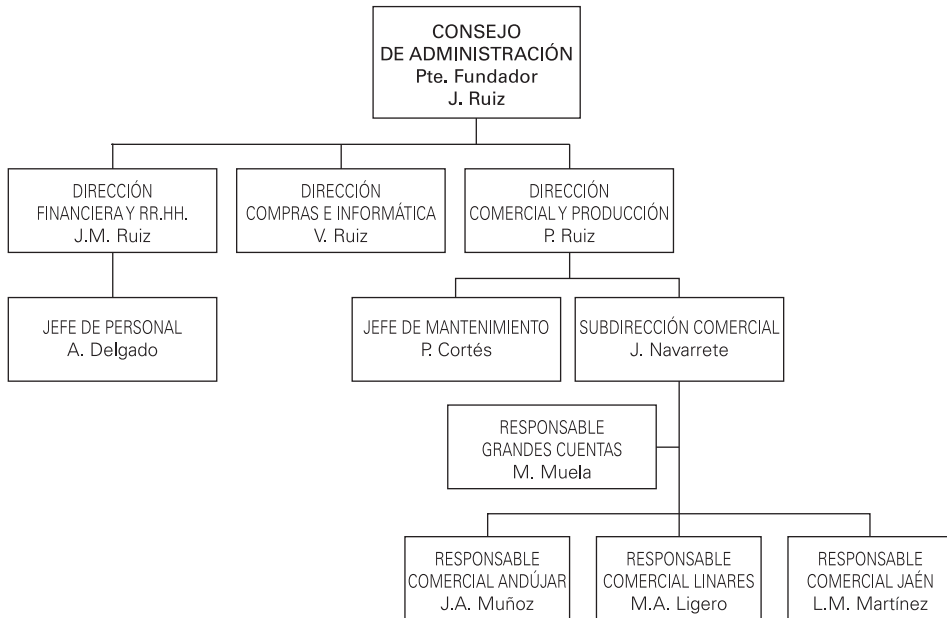 CONSEJO
DE ADMINISTRACIÓN
Pte. Fundador
J. Ruiz
DIRECCIÓN
FINANCIERA Y RR.HH.
J.M. Ruiz
DIRECCIÓN
COMPRAS E INFORMÁTICA
V. Ruiz
DIRECCIÓN
COMERCIAL Y PRODUCCIÓN
P. Ruiz
JEFE DE PERSONAL
A. Delgado
JEFE DE MANTENIMIENTO
P. Cortés
SUBDIRECCIÓN COMERCIAL
J. Navarrete
RESPONSABLE
GRANDES CUENTAS
M. Muela
RESPONSABLE
COMERCIAL ANDÚJAR
J.A. Muñoz
RESPONSABLE
COMERCIAL LINARES
M.A. Ligero
RESPONSABLE
COMERCIAL JAÉN
L.M. Martínez